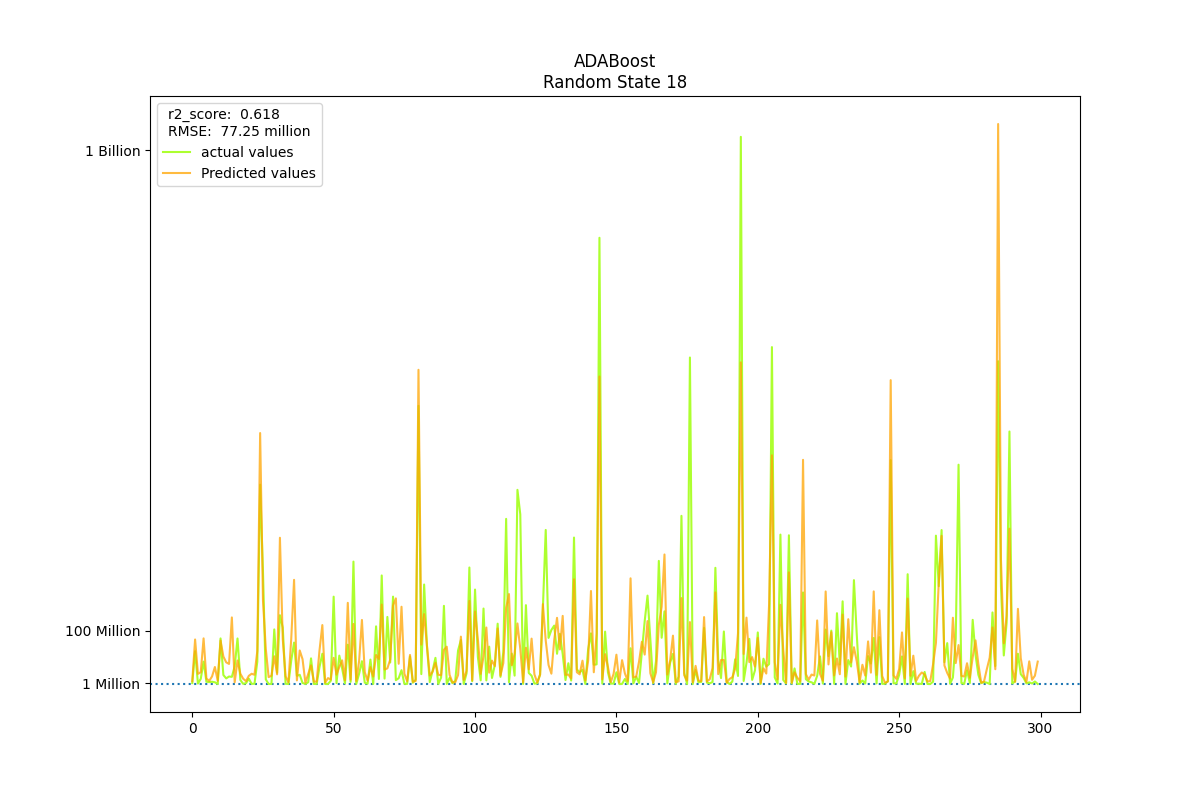 ADABoost
Random State 18
r2_score:  0.618
RMSE:  77.25 million
actual values
Predicted values
1 Billion
100 Million
1 Million
0
50
100
150
200
250
300